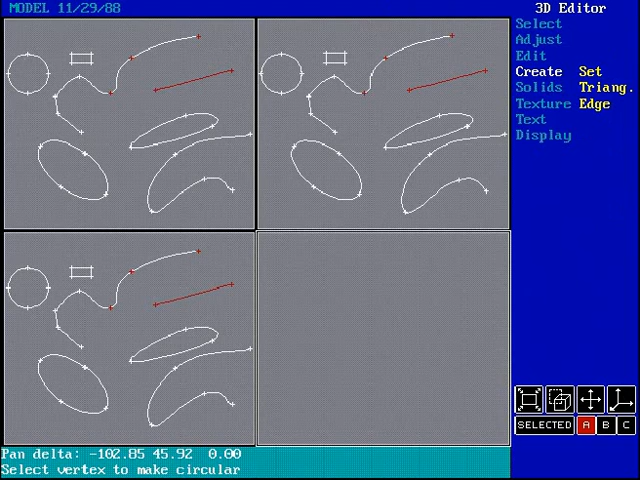 MODEL 11/29/88
3D Editor
Select
Adjust
Edit
Create Set
Solids Triang.
Texture Edge
Text
Display
SELECTED A B C
Pan delta: -102.85 45.92 0.00
Select vertex to make circular